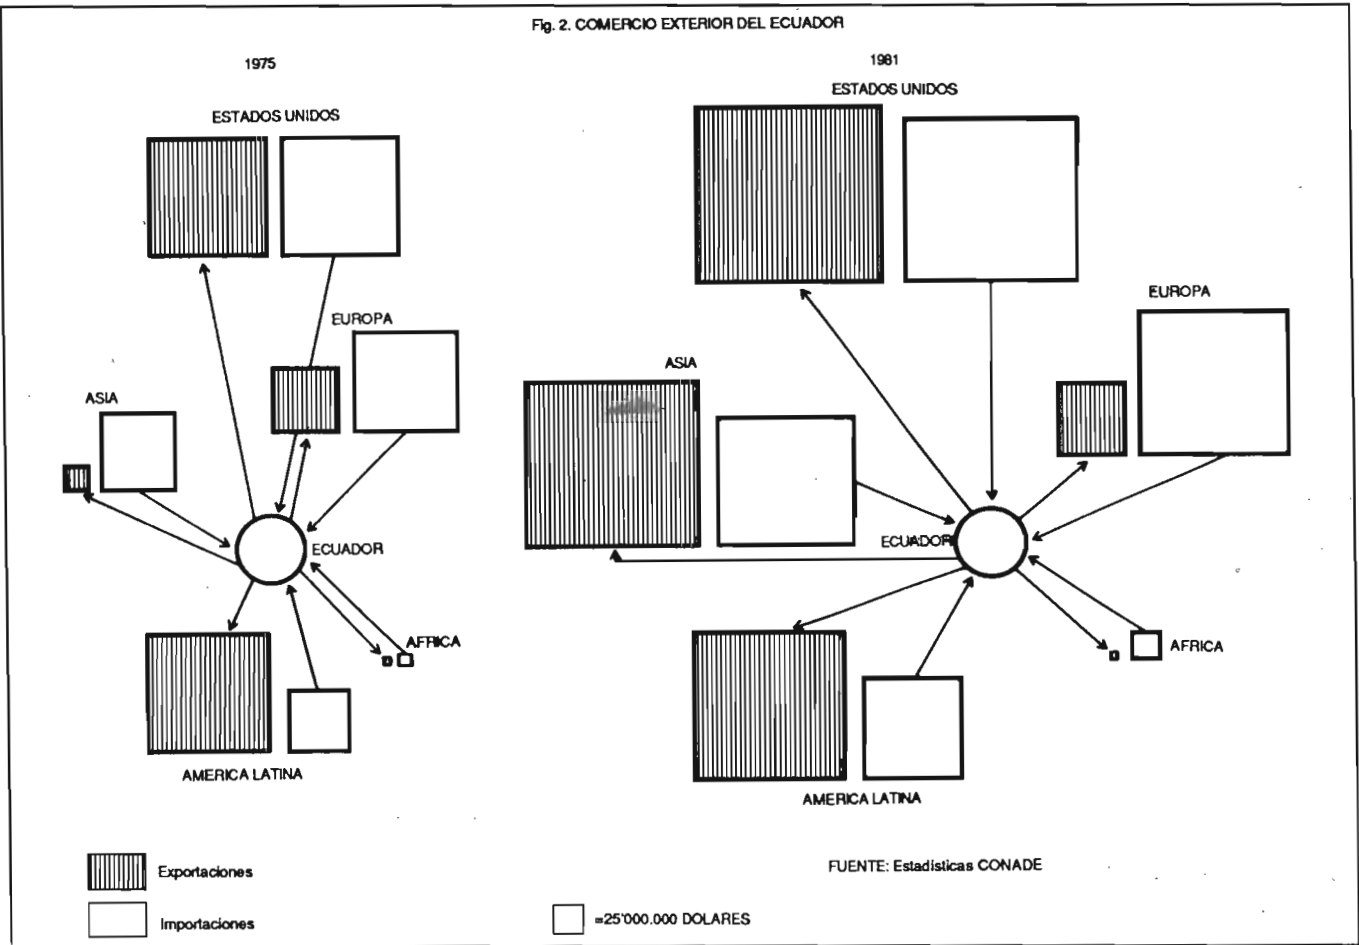 Fig. 2. COMERCIO EXTERIOR DEL ECUADOR
1975
ESTADOS UNIDOS
EUROPA
ASIA
ECUADOR
AFRICA
AMERICA LATINA
1981
ESTADOS UNIDOS
EUROPA
ASIA
ECUADOR
AFRICA
AMERICA LATINA
Exportaciones
Importaciones
FUENTE: Estadísticas CONADE
=25'000.000 DOLARES